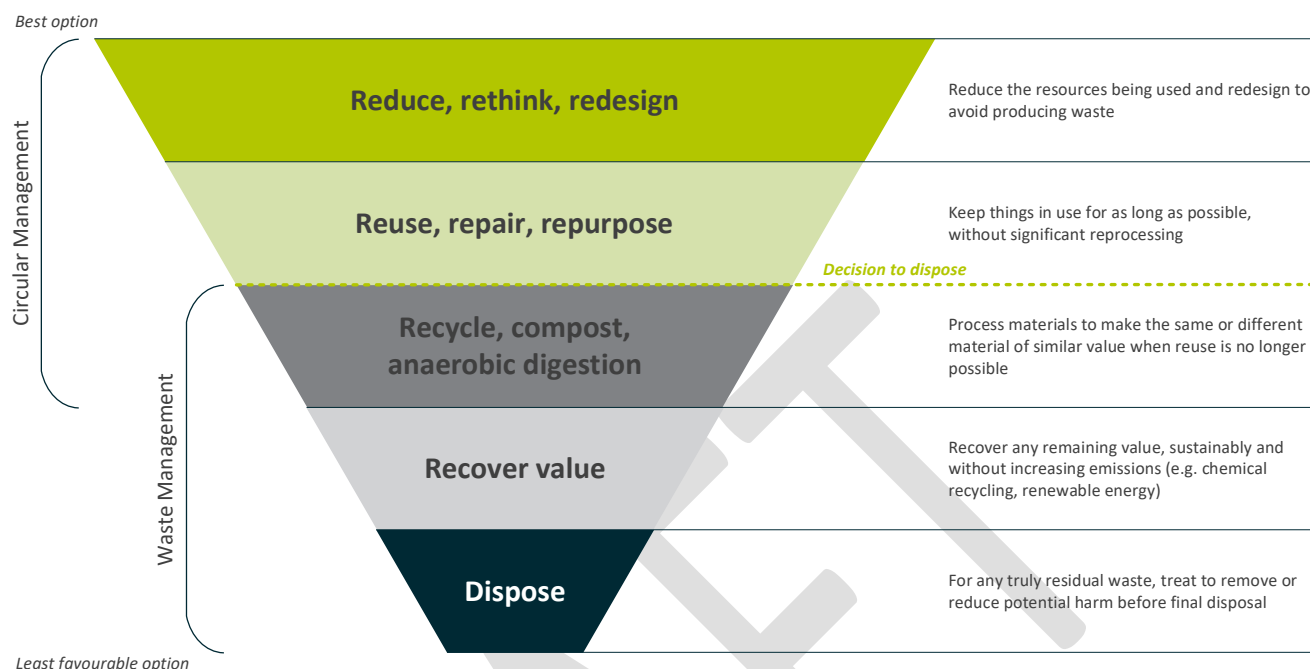 Best option
Circular Management
Waste Management
Reduce, rethink, redesign
Reduce the resources being used and redesign to
avoid producing waste
Reuse, repair, repurpose
Keep things in use for as long as possible,
without significant reprocessing
Decision to dispose
Recycle, compost,
anaerobic digestion
Process materials to make the same or different
material of similar value when reuse is no longer
possible
Recover value
Recover any remaining value, sustainably and
without increasing emissions (e.g. chemical
recycling, renewable energy)
Dispose
For any truly residual waste, treat to remove or
reduce potential harm before final disposal
Least favourable option